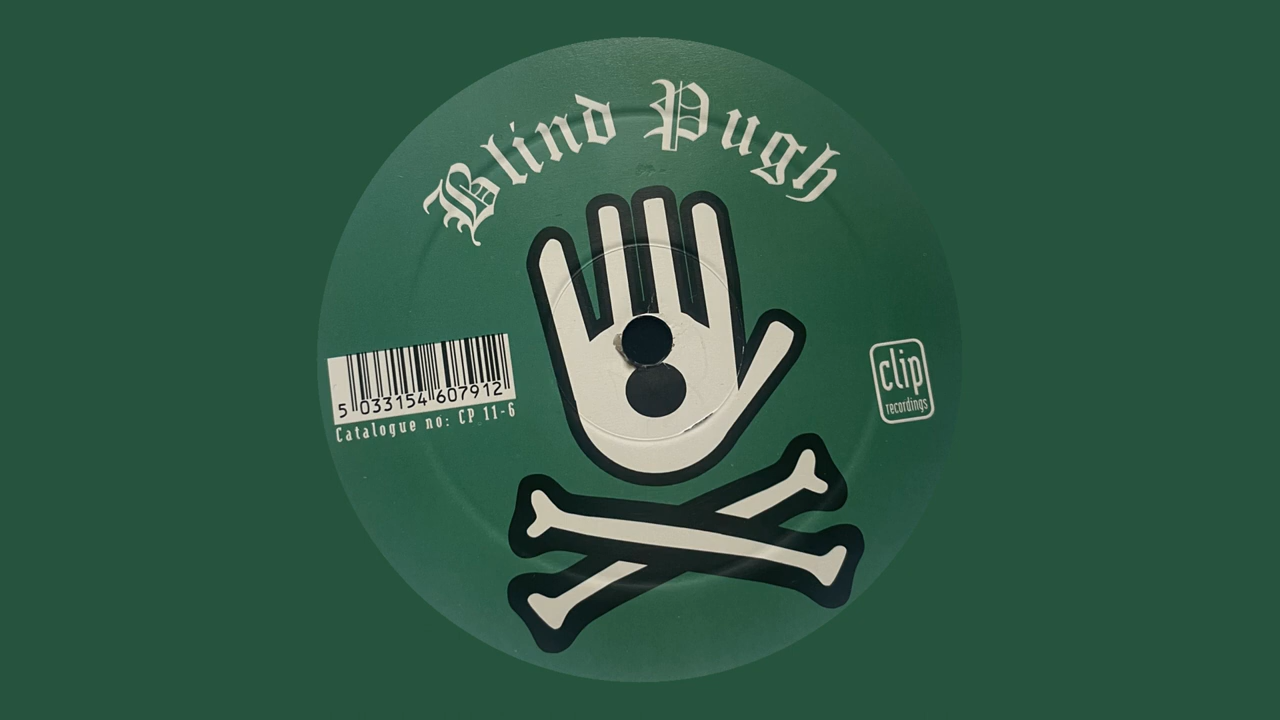 Blind Pugh
5 033154 607912
Catalogue no: CP 11-6
clip
recordings